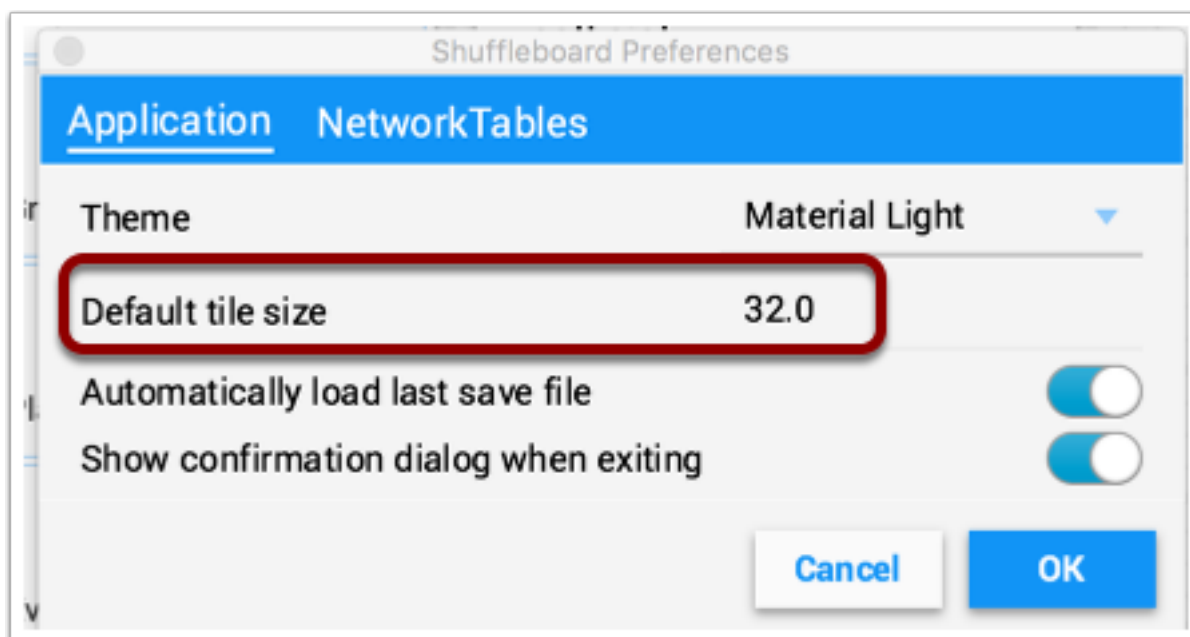 Shuffleboard Preferences
Application NetworkTables
Theme Material Light
Default tile size 32.0
Automatically load last save file
Show confirmation dialog when exiting
Cancel OK